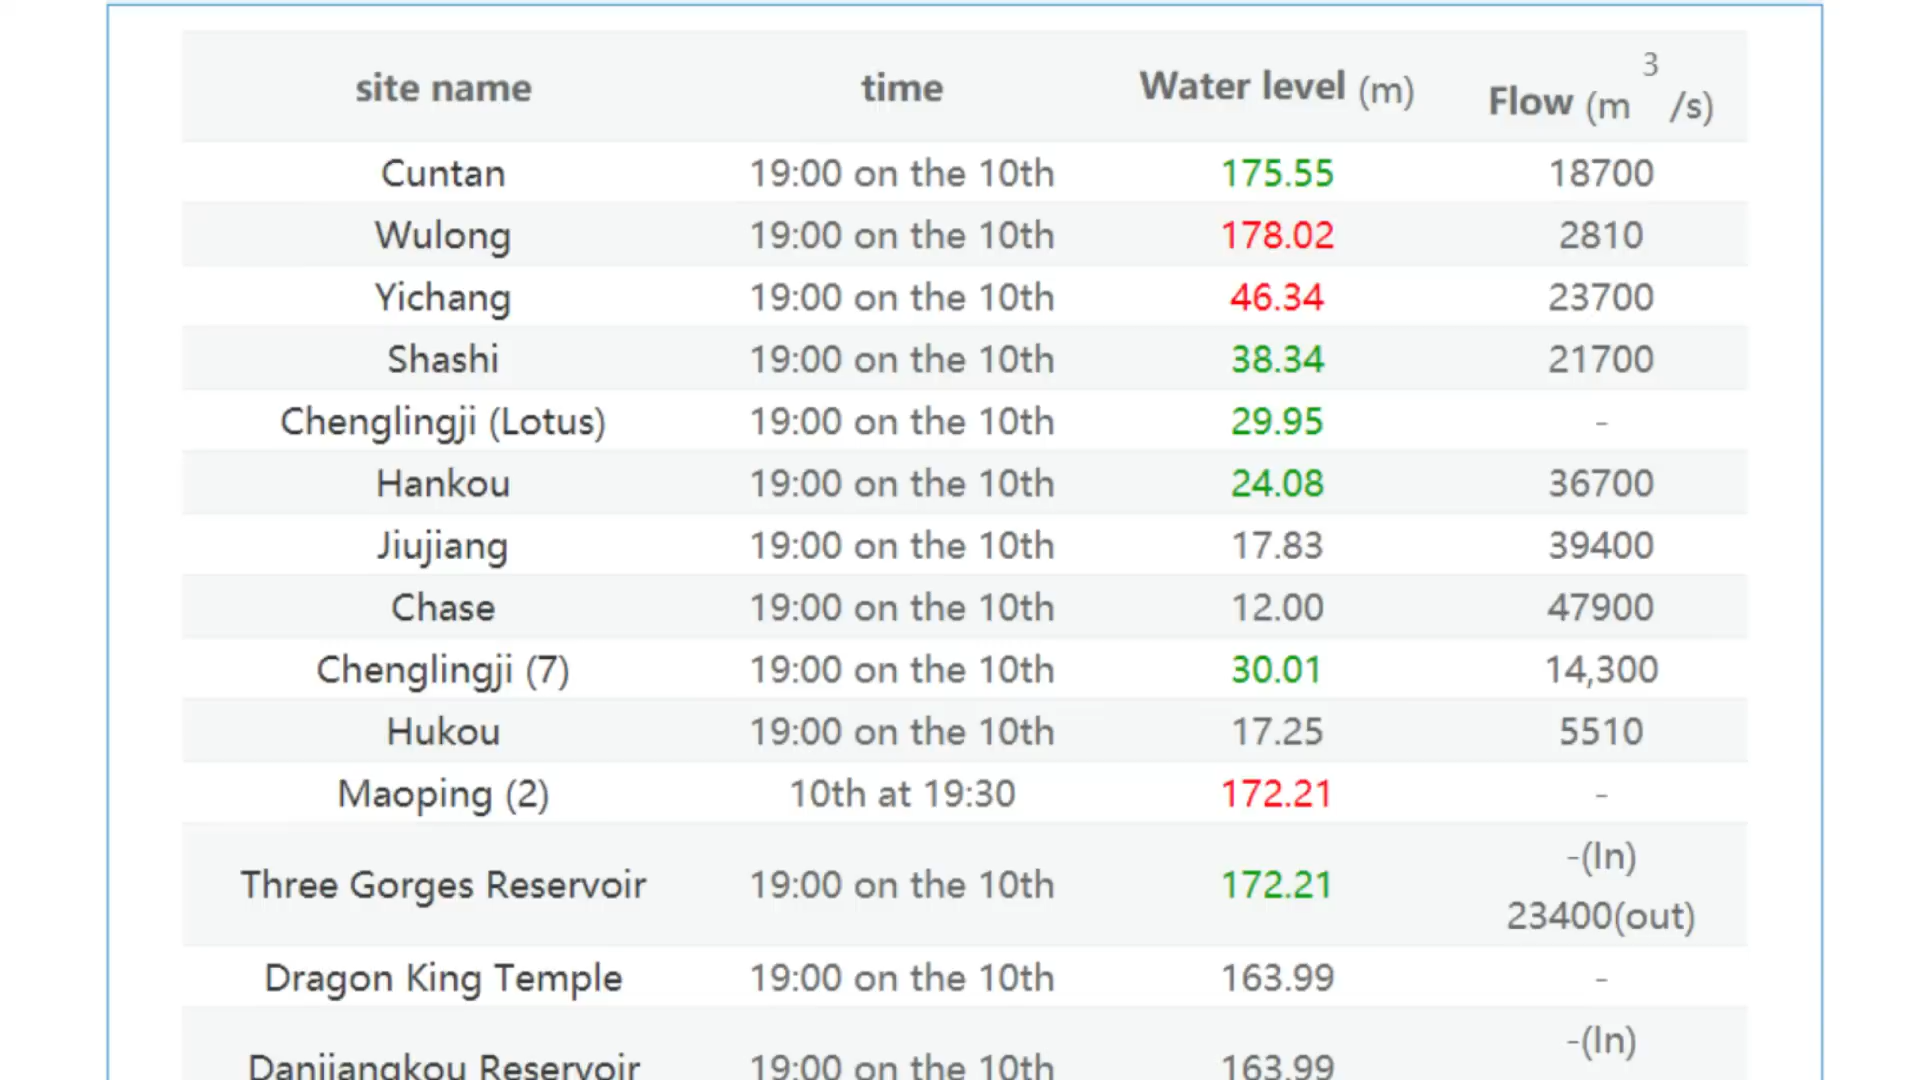 site name time Water level (m) Flow (m 3 /s)
Cuntan 19:00 on the 10th 175.55 18700
Wulong 19:00 on the 10th 178.02 2810
Yichang 19:00 on the 10th 46.34 23700
Shashi 19:00 on the 10th 38.34 21700
Chenglingji (Lotus) 19:00 on the 10th 29.95 -
Hankou 19:00 on the 10th 24.08 36700
Jiujiang 19:00 on the 10th 17.83 39400
Chase 19:00 on the 10th 12.00 47900
Chenglingji (7) 19:00 on the 10th 30.01 14,300
Hukou 19:00 on the 10th 17.25 5510
Maoping (2) 10th at 19:30 172.21 -
Three Gorges Reservoir 19:00 on the 10th 172.21 -(In)
23400(out)
Dragon King Temple 19:00 on the 10th 163.99 -
Danjiangkou Reservoir 19:00 on the 10th 163.99 -(In)